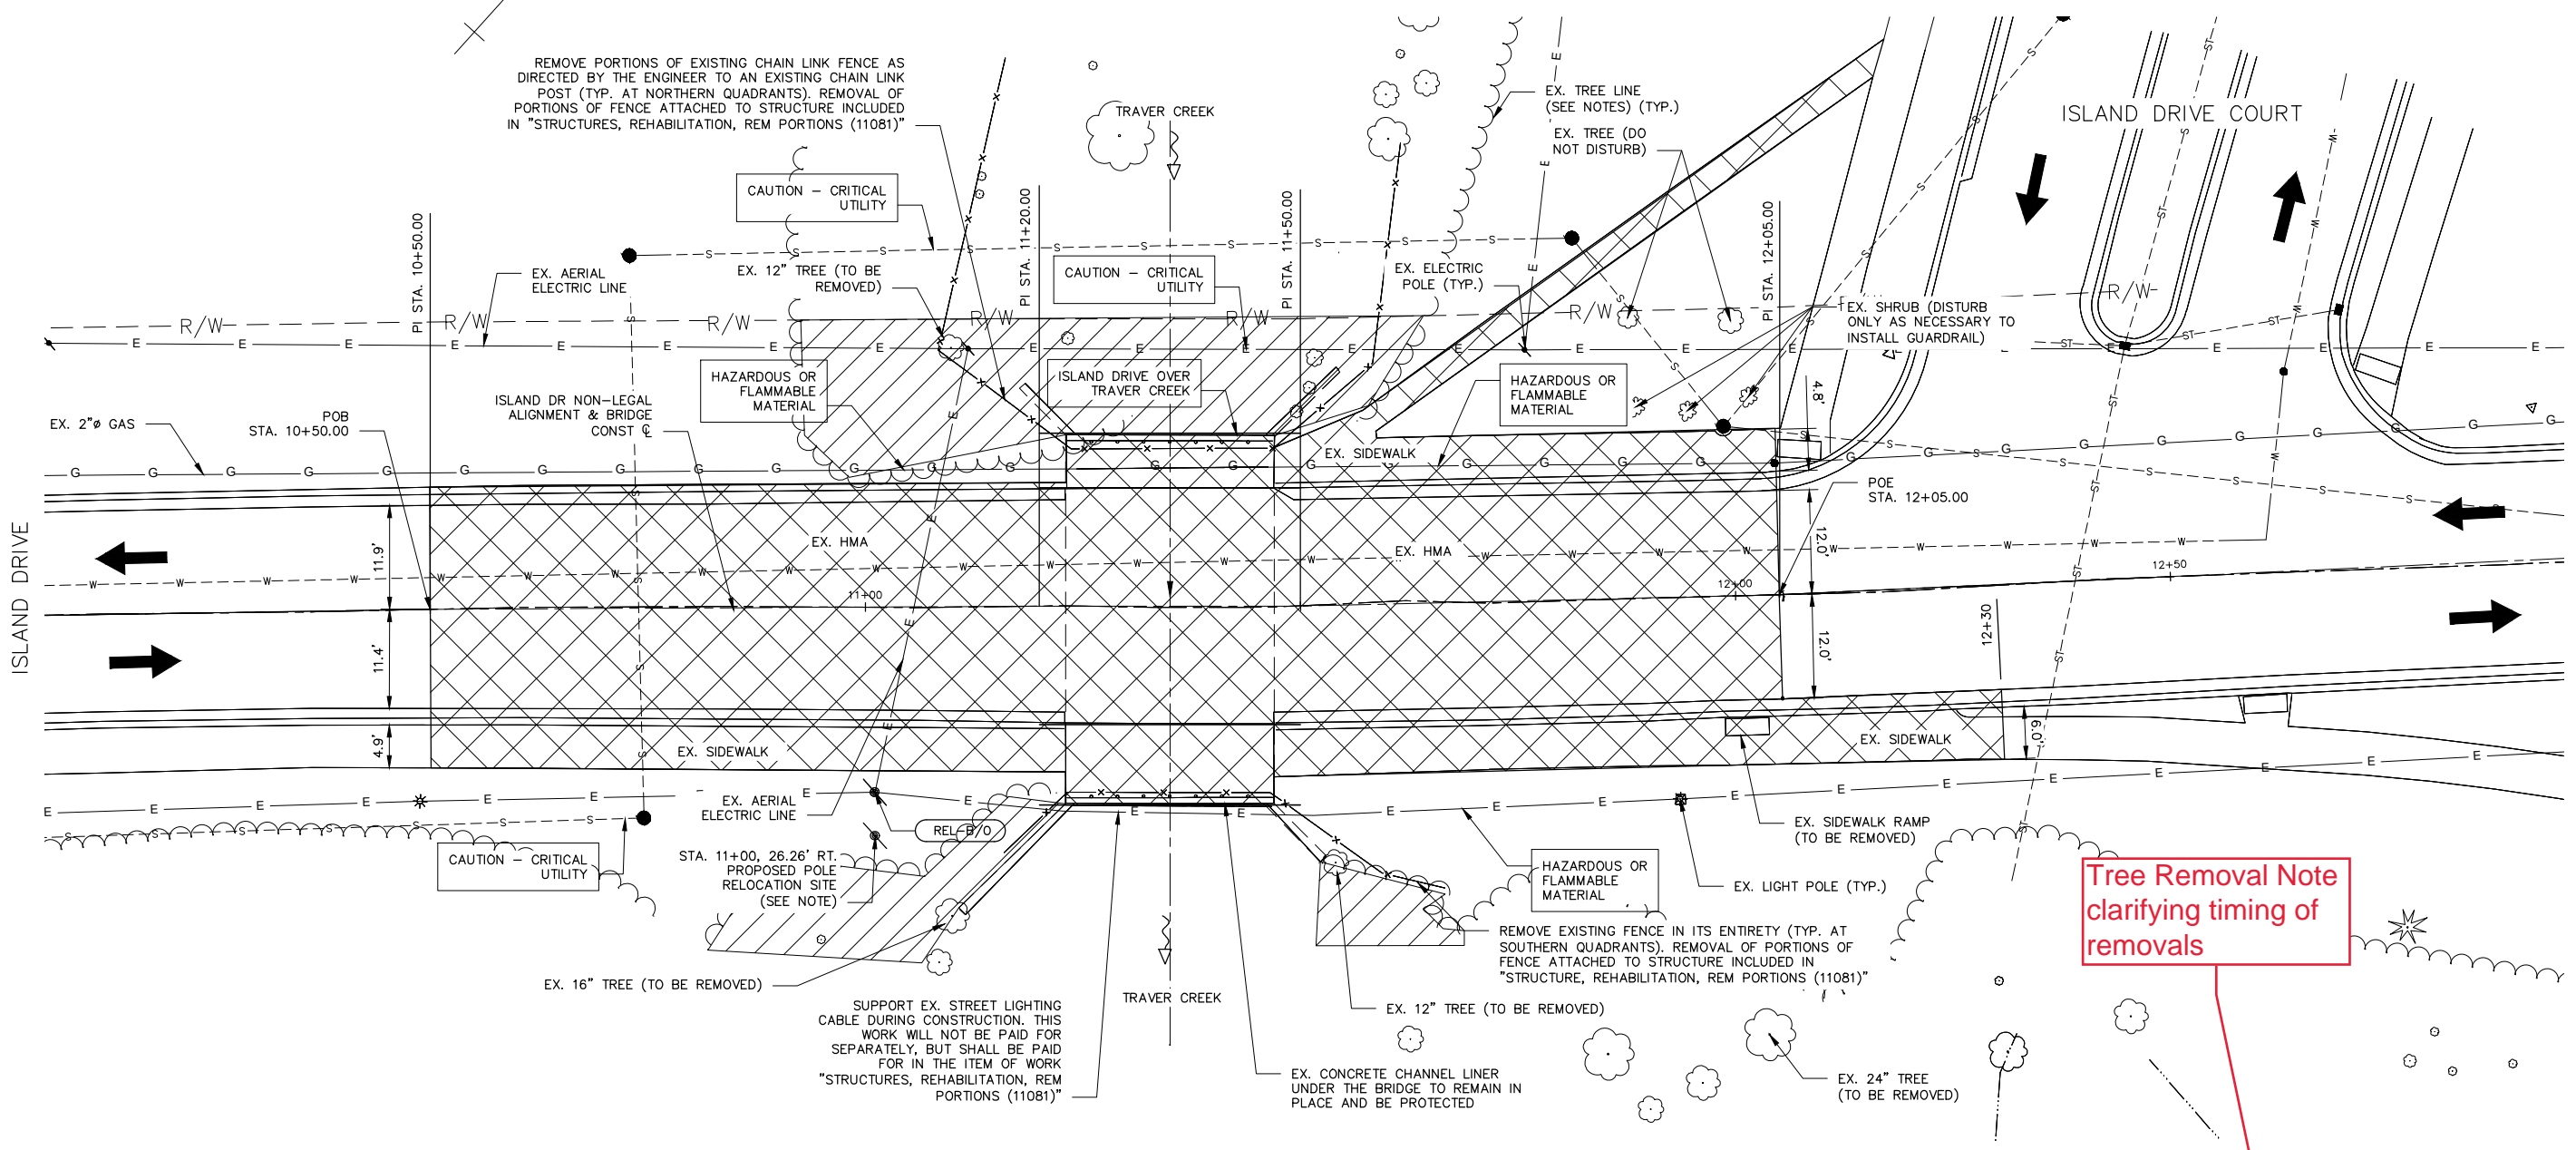 REMOVE PORTIONS OF EXISTING CHAIN LINK FENCE AS
DIRECTED BY THE ENGINEER TO AN EXISTING CHAIN LINK
POST (TYP. AT NORTHERN QUADRANTS). REMOVAL OF
PORTIONS OF FENCE ATTACHED TO STRUCTURE INCLUDED
IN "STRUCTURES, REHABILITATION, REM PORTIONS (11081)"
TRAVER CREEK
EX. TREE LINE
(SEE NOTES) (TYP.)
EX. TREE (DO
NOT DISTURB)
ISLAND DRIVE COURT
CAUTION – CRITICAL
UTILITY
PI STA. 10+50.00
PI STA. 11+20.00
PI STA. 11+50.00
PI STA. 12+05.00
EX. AERIAL
ELECTRIC LINE
EX. 12" TREE (TO BE
REMOVED)
CAUTION – CRITICAL
UTILITY
EX. ELECTRIC
POLE (TYP.)
EX. SHRUB (DISTURB
ONLY AS NECESSARY TO
INSTALL GUARDRAIL)
R/W
R/W
R/W
R/W
R/W
R/W
R/W
HAZARDOUS OR
FLAMMABLE
MATERIAL
ISLAND DRIVE OVER
TRAVER CREEK
HAZARDOUS OR
FLAMMABLE
MATERIAL
4.8'
ISLAND DR NON-LEGAL
ALIGNMENT & BRIDGE
CONST ℄
EX. 2"Ø GAS
POB
STA. 10+50.00
EX. SIDEWALK
POE
STA. 12+05.00
ISLAND DRIVE
11.9'
EX. HMA
EX. HMA
12.0'
11+00
12+00
12+50
11.4'
12.0'
12+30
4.9'
EX. SIDEWALK
EX. SIDEWALK
6.0'
EX. AERIAL
ELECTRIC LINE
REL-B/O
EX. SIDEWALK RAMP
(TO BE REMOVED)
CAUTION – CRITICAL
UTILITY
STA. 11+00, 26.26' RT.
PROPOSED POLE
RELOCATION SITE
(SEE NOTE)
HAZARDOUS OR
FLAMMABLE
MATERIAL
EX. LIGHT POLE (TYP.)
Tree Removal Note
clarifying timing of
removals
REMOVE EXISTING FENCE IN ITS ENTIRETY (TYP. AT
SOUTHERN QUADRANTS). REMOVAL OF PORTIONS OF
FENCE ATTACHED TO STRUCTURE INCLUDED IN
"STRUCTURE, REHABILITATION, REM PORTIONS (11081)"
EX. 16" TREE (TO BE REMOVED)
TRAVER CREEK
EX. 12" TREE (TO BE REMOVED)
SUPPORT EX. STREET LIGHTING
CABLE DURING CONSTRUCTION. THIS
WORK WILL NOT BE PAID FOR
SEPARATELY, BUT SHALL BE PAID
FOR IN THE ITEM OF WORK
"STRUCTURES, REHABILITATION, REM
PORTIONS (11081)"
EX. CONCRETE CHANNEL LINER
UNDER THE BRIDGE TO REMAIN IN
PLACE AND BE PROTECTED
EX. 24" TREE
(TO BE REMOVED)